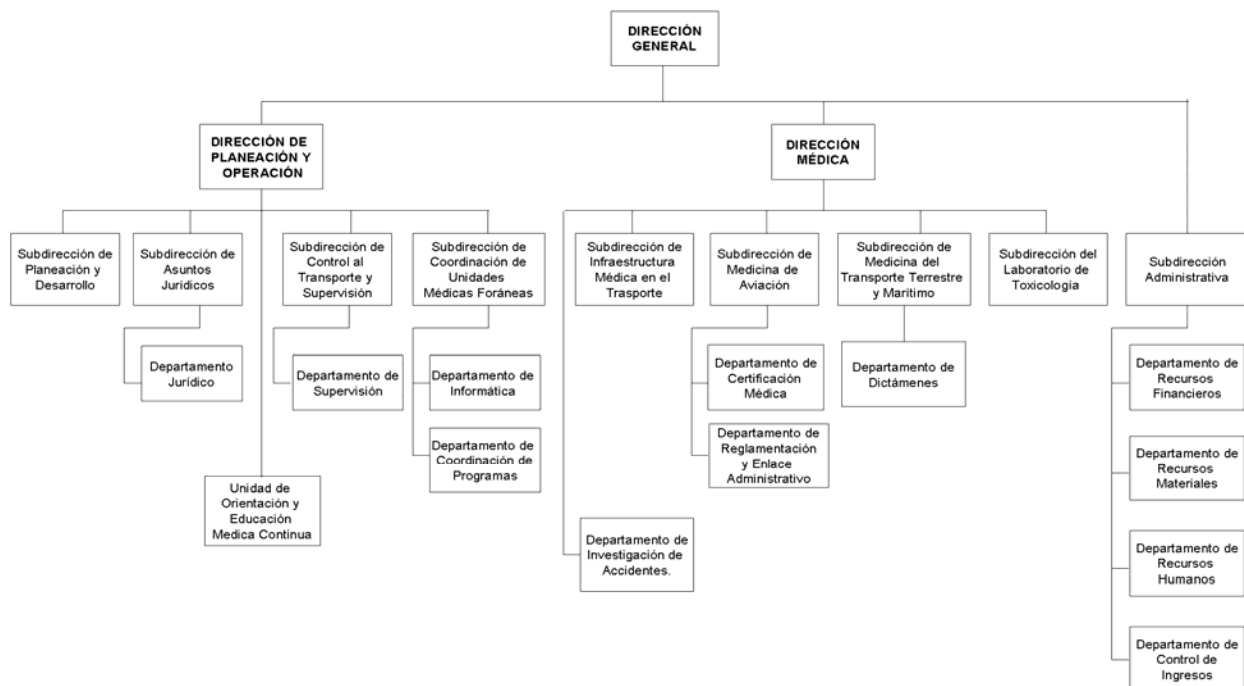 DIRECCIÓN
GENERAL
DIRECCIÓN DE
PLANEACIÓN Y
OPERACIÓN
DIRECCIÓN
MÉDICA
Subdirección de
Planeación y
Desarrollo
Subdirección de
Asuntos
Jurídicos
Subdirección de
Control al
Transporte y
Supervisión
Subdirección de
Coordinación de
Unidades
Médicas Foráneas
Subdirección de
Infraestructura
Médica en el
Trasporte
Subdirección de
Medicina de
Aviación
Subdirección de
Medicina del
Transporte Terrestre
y Marítimo
Subdirección del
Laboratorio de
Toxicología
Subdirección
Administrativa
Departamento
Jurídico
Departamento de
Supervisión
Departamento de
Informática
Departamento de
Coordinación de
Programas
Unidad de
Orientación y
Educación
Medica Continua
Departamento de
Certificación
Médica
Departamento de
Reglamentación
y Enlace
Administrativo
Departamento de
Dictámenes
Departamento de
Investigación de
Accidentes.
Departamento de
Recursos
Financieros
Departamento de
Recursos
Materiales
Departamento de
Recursos
Humanos
Departamento de
Control de
Ingresos